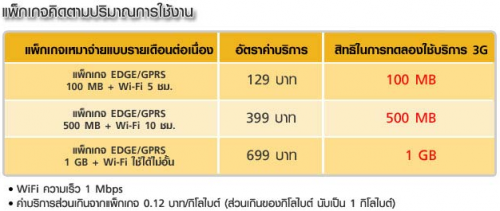 แพ็กเกจคิดตามปริมาณการใช้งาน
แพ็กเกจเหมาจ่ายแบบรายเดือนต่อเนื่อง อัตราค่าบริการ สิทธิในการทดลองใช้บริการ 3G
แพ็กเกจ EDGE/GPRS
100 MB + Wi-Fi 5 ชม.
129 บาท
100 MB
แพ็กเกจ EDGE/GPRS
500 MB + Wi-Fi 10 ชม.
399 บาท
500 MB
แพ็กเกจ EDGE/GPRS
1 GB + Wi-Fi ใช้ได้ไม่อั้น
699 บาท
1 GB
• WiFi ความเร็ว 1 Mbps
• ค่าบริการส่วนเกินจากแพ็กเกจ 0.12 บาท/กิโลไบต์ (ส่วนเกินของกิโลไบต์ นับเป็น 1 กิโลไบต์)